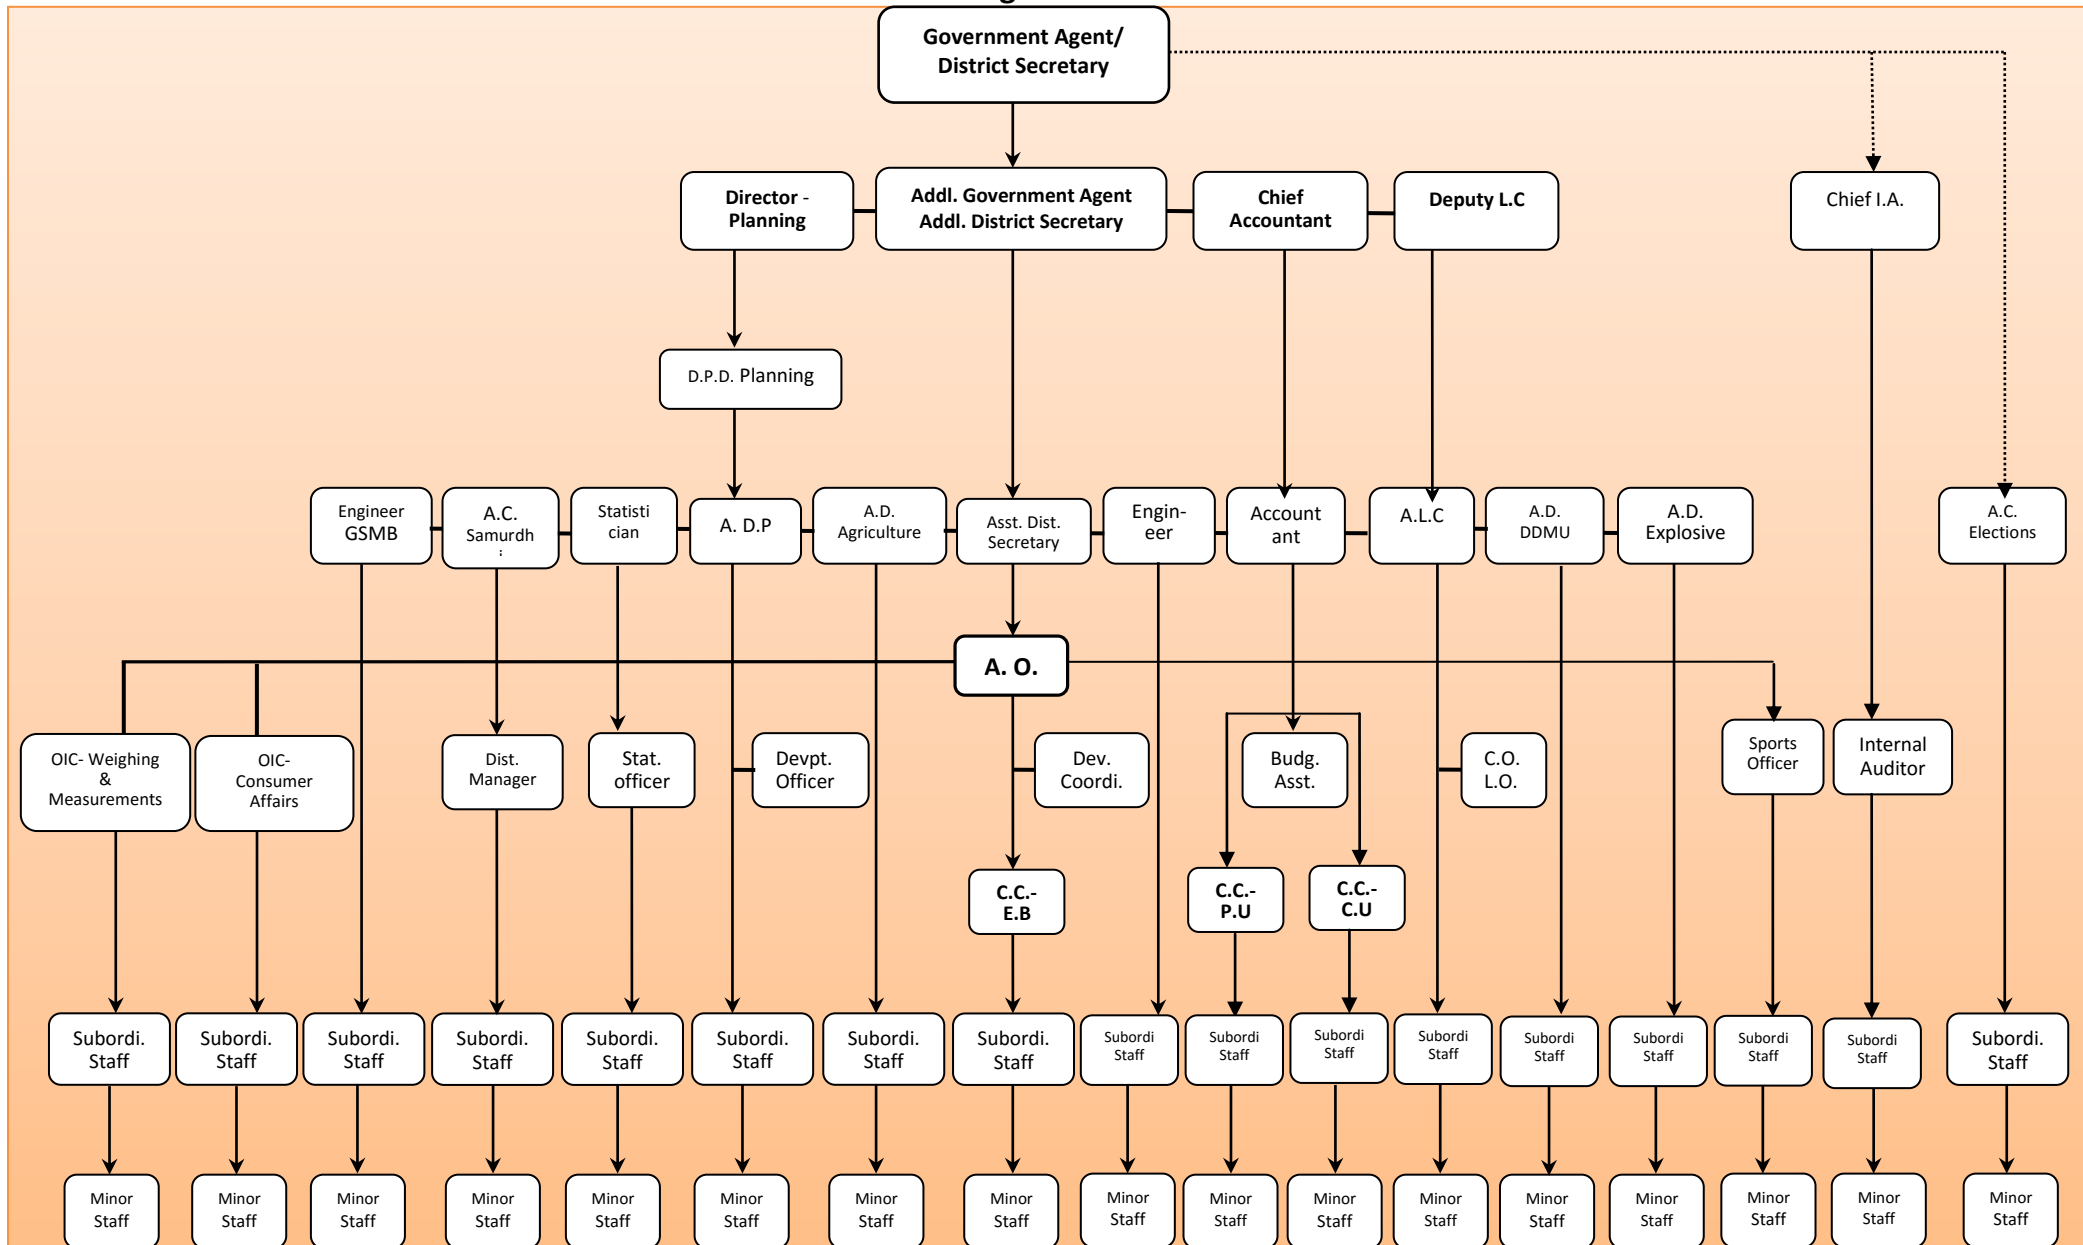 Government Agent/
District Secretary
Director -
Planning
Addl. Government Agent
Addl. District Secretary
Chief
Accountant
Deputy L.C
Chief I.A.
D.P.D. Planning
Engineer
GSMB
A.C.
Samurdh
Statisti
cian
A. D.P
A.D.
Agriculture
Asst. Dist.
Secretary
Engin-
eer
Account
ant
A.L.C
A.D.
DDMU
A.D.
Explosive
A.C.
Elections
A. O.
OIC- Weighing
&
Measurements
OIC-
Consumer
Affairs
Dist.
Manager
Stat.
officer
Devpt.
Officer
Dev.
Coordi.
Budg.
Asst.
C.O.
L.O.
Sports
Officer
Internal
Auditor
C.C.-
E.B
C.C.-
P.U
C.C.-
C.U
Subordi.
Staff
Subordi.
Staff
Subordi.
Staff
Subordi.
Staff
Subordi.
Staff
Subordi.
Staff
Subordi.
Staff
Subordi.
Staff
Subordi
Staff
Subordi
Staff
Subordi
Staff
Subordi
Staff
Subordi
Staff
Subordi
Staff
Subordi
Staff
Subordi
Staff
Subordi.
Staff
Minor
Staff
Minor
Staff
Minor
Staff
Minor
Staff
Minor
Staff
Minor
Staff
Minor
Staff
Minor
Staff
Minor
Staff
Minor
Staff
Minor
Staff
Minor
Staff
Minor
Staff
Minor
Staff
Minor
Staff
Minor
Staff
Minor
Staff